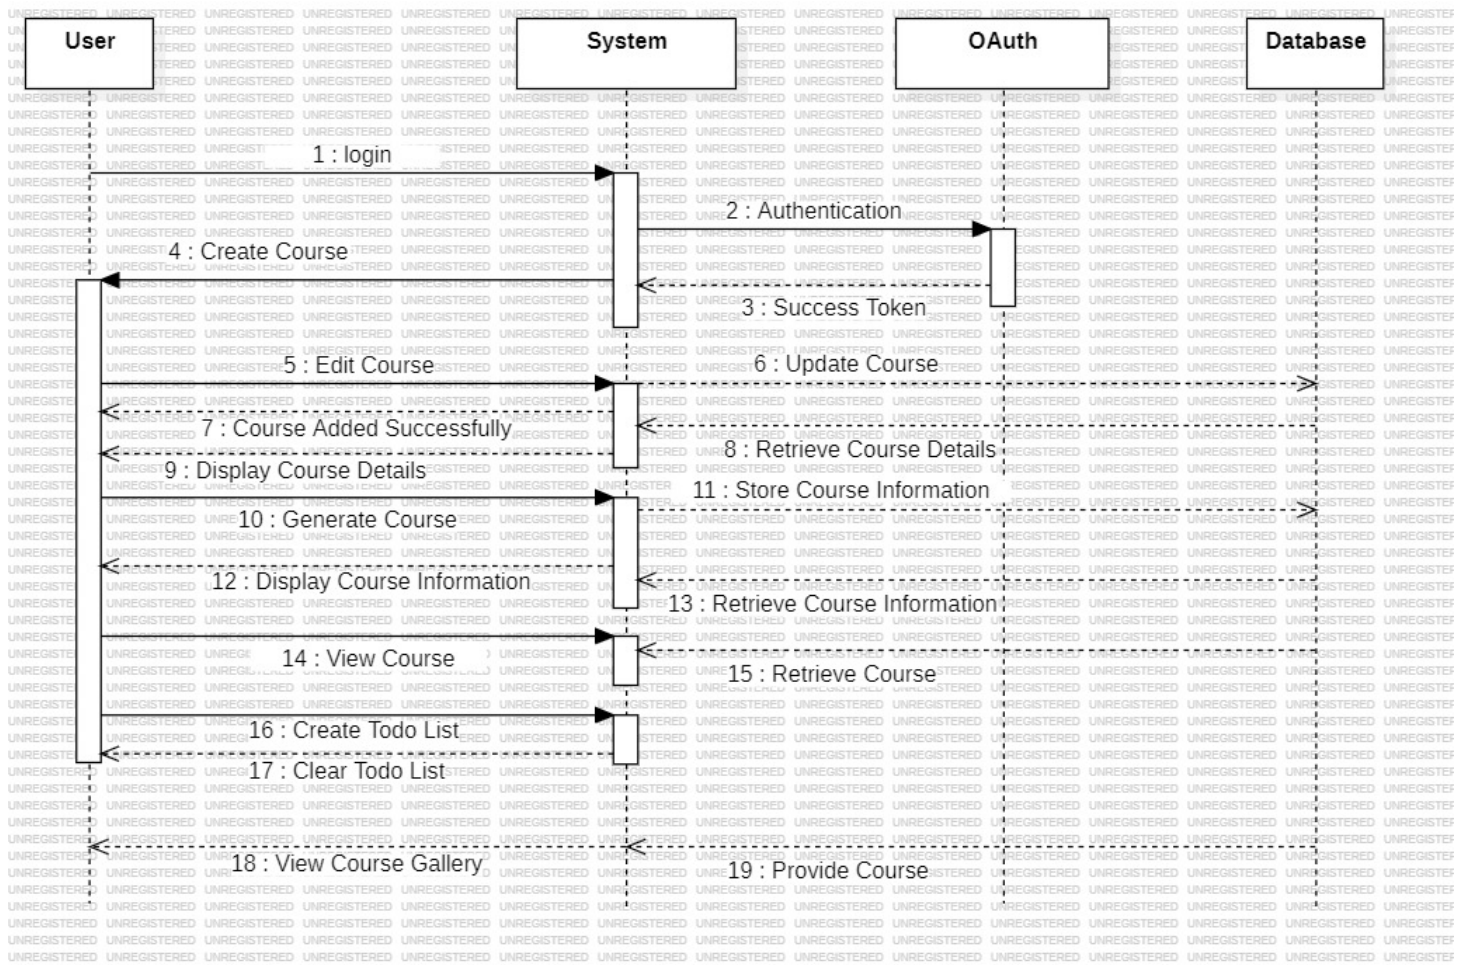 User
System
OAuth
Database
1 : login
2 : Authentication
4 : Create Course
3 : Success Token
5 : Edit Course
6 : Update Course
7 : Course Added Successfully
8 : Retrieve Course Details
9 : Display Course Details
11 : Store Course Information
10 : Generate Course
12 : Display Course Information
13 : Retrieve Course Information
14 : View Course
15 : Retrieve Course
16 : Create Todo List
17 : Clear Todo List
18 : View Course Gallery
19 : Provide Course
UNREGISTERED